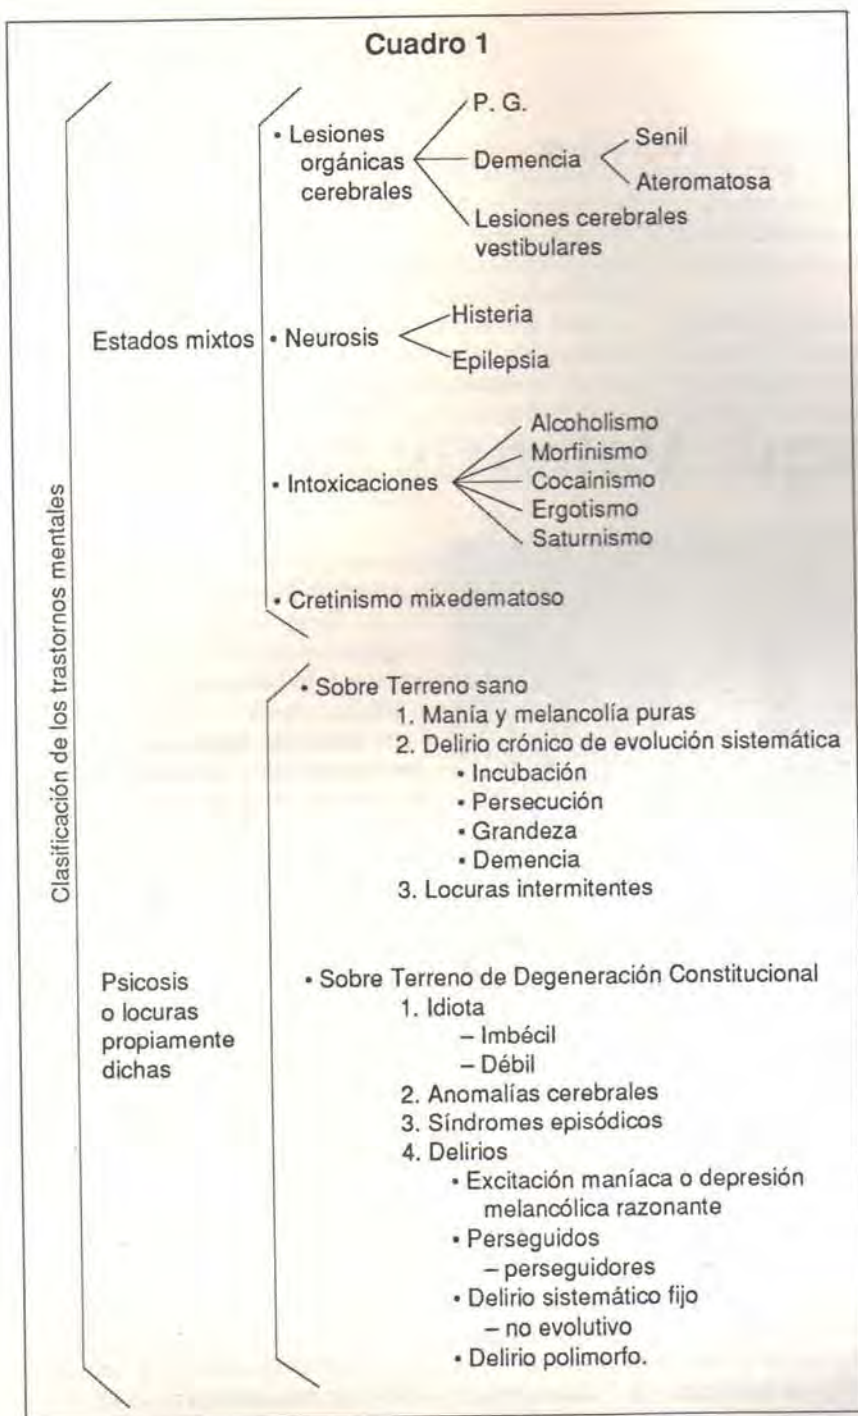 Cuadro 1
Clasificación de los trastornos mentales
Estados mixtos
• Lesiones
orgánicas
cerebrales
P. G.
Demencia
Senil
Ateromatosa
Lesiones cerebrales
vestibulares
• Neurosis
Histeria
Epilepsia
• Intoxicaciones
Alcoholismo
Morfinismo
Cocainismo
Ergotismo
Saturnismo
• Cretinismo mixedematoso
Psicosis
o locuras
propiamente
dichas
• Sobre Terreno sano
1. Manía y melancolía puras
2. Delirio crónico de evolución sistemática
• Incubación
• Persecución
• Grandeza
• Demencia
3. Locuras intermitentes
• Sobre Terreno de Degeneración Constitucional
1. Idiota
– Imbécil
– Débil
2. Anomalías cerebrales
3. Síndromes episódicos
4. Delirios
• Excitación maníaca o depresión
melancólica razonante
• Perseguidos
– perseguidores
• Delirio sistemático fijo
– no evolutivo
• Delirio polimorfo.